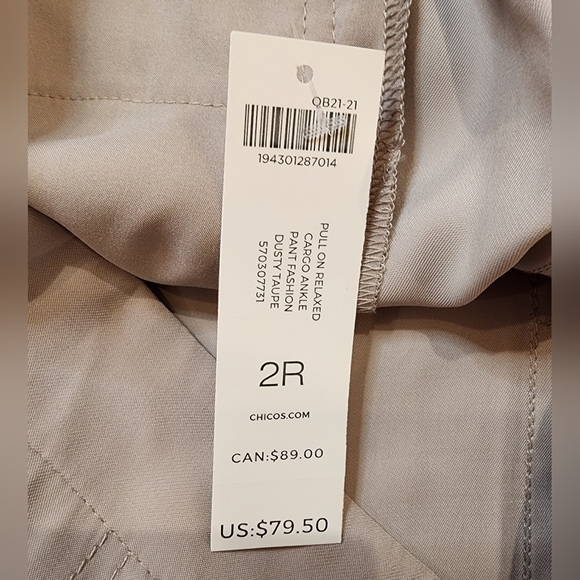 QB21-21
194301287014
PULL ON RELAXED
CARGO ANKLE
PANT FASHION
DUSTY TAUPE
570307731
2R
CHICOS.COM
CAN:$89.00
US:$79.50